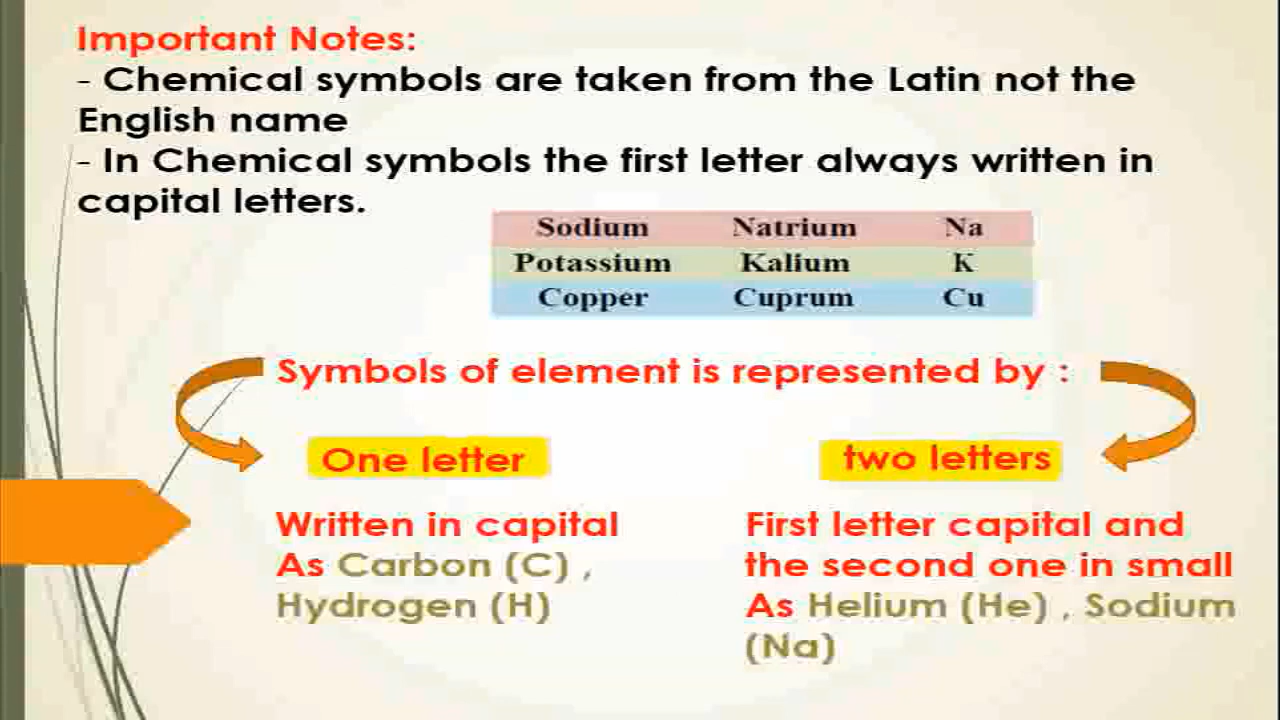 Important Notes:
- Chemical symbols are taken from the Latin not the
English name
- In Chemical symbols the first letter always written in
capital letters.
Sodium Natrium Na
Potassium Kalium K
Copper Cuprum Cu
Symbols of element is represented by :
One letter
Written in capital
As Carbon (C) ,
Hydrogen (H)
two letters
First letter capital and
the second one in small
As Helium (He) , Sodium
(Na)